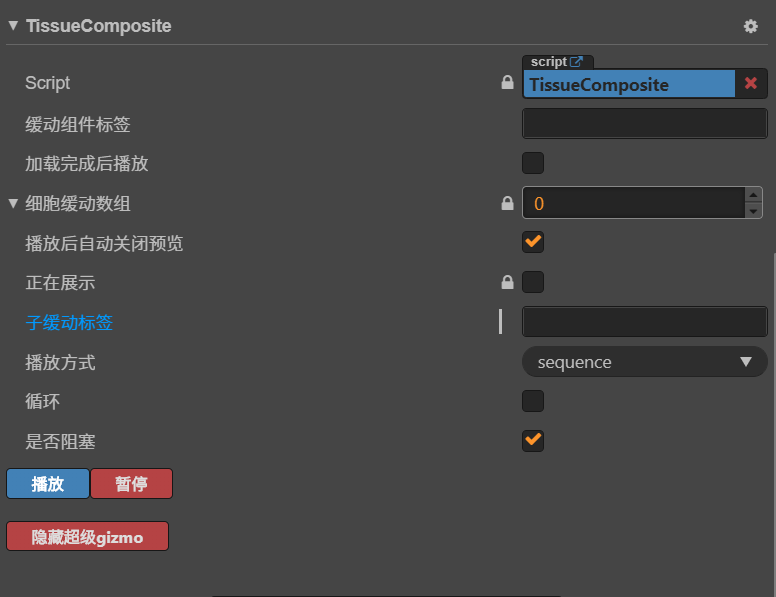 TissueComposite
script
Script
TissueComposite
缓动组件标签
加载完成后播放
细胞缓动数组
0
播放后自动关闭预览
正在展示
子缓动标签
播放方式
sequence
循环
是否阻塞
播放
暂停
隐藏超级gizmo